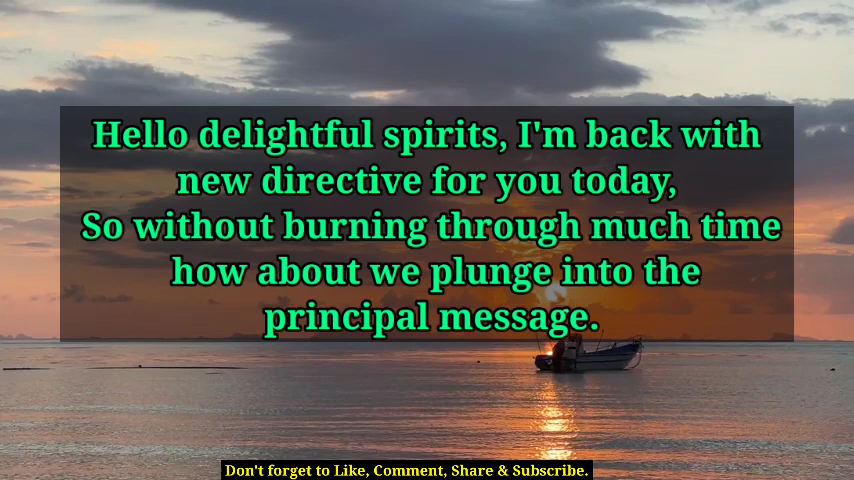 Hello delightful spirits, I'm back with
new directive for you today,
So without burning through much time
how about we plunge into the
principal message.
Don't forget to Like, Comment, Share & Subscribe.